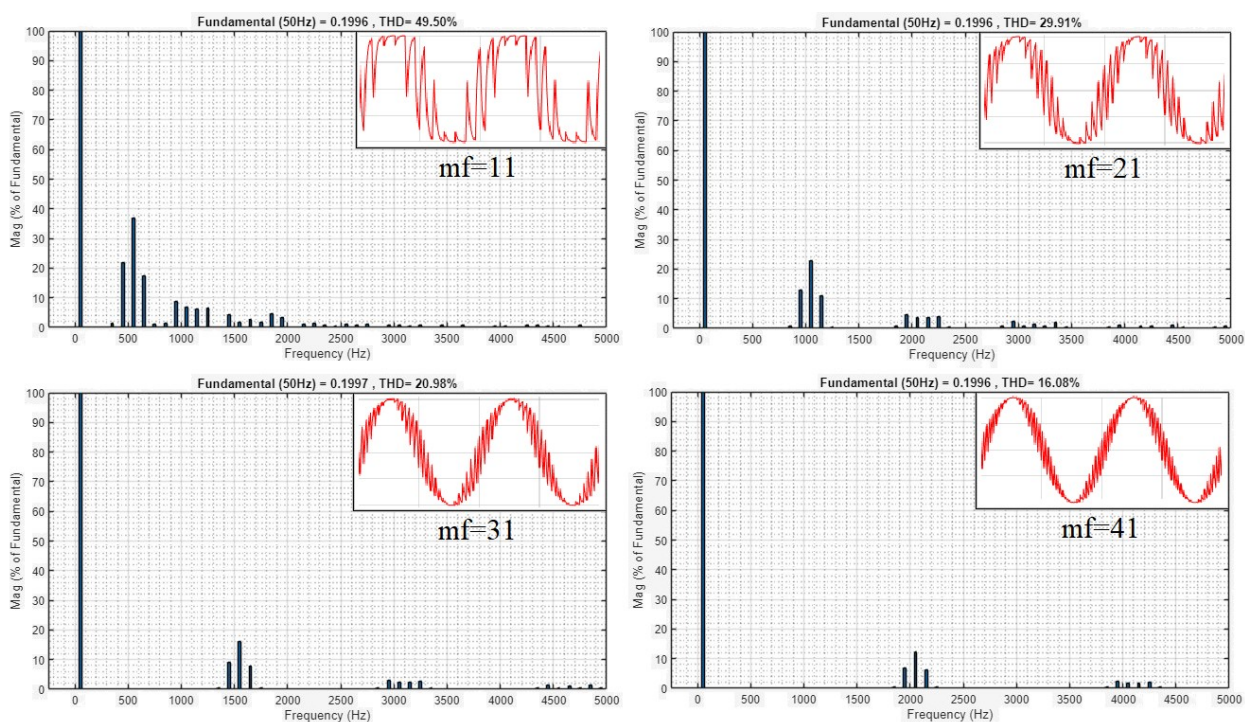 Fundamental (50Hz) = 0.1996 , THD= 49.50%
Mag (% of Fundamental)
100
90
80
70
60
50
40
30
20
10
0
mf=11
0 500 1000 1500 2000 2500 3000 3500 4000 4500 5000
Frequency (Hz)
Fundamental (50Hz) = 0.1996 , THD= 29.91%
Mag (% of Fundamental)
100
90
80
70
60
50
40
30
20
10
0
mf=21
0 500 1000 1500 2000 2500 3000 3500 4000 4500 5000
Frequency (Hz)
Fundamental (50Hz) = 0.1997 , THD= 20.98%
Mag (% of Fundamental)
100
90
80
70
60
50
40
30
20
10
0
mf=31
0 500 1000 1500 2000 2500 3000 3500 4000 4500 5000
Frequency (Hz)
Fundamental (50Hz) = 0.1996 , THD= 16.08%
Mag (% of Fundamental)
100
90
80
70
60
50
40
30
20
10
0
mf=41
0 500 1000 1500 2000 2500 3000 3500 4000 4500 5000
Frequency (Hz)